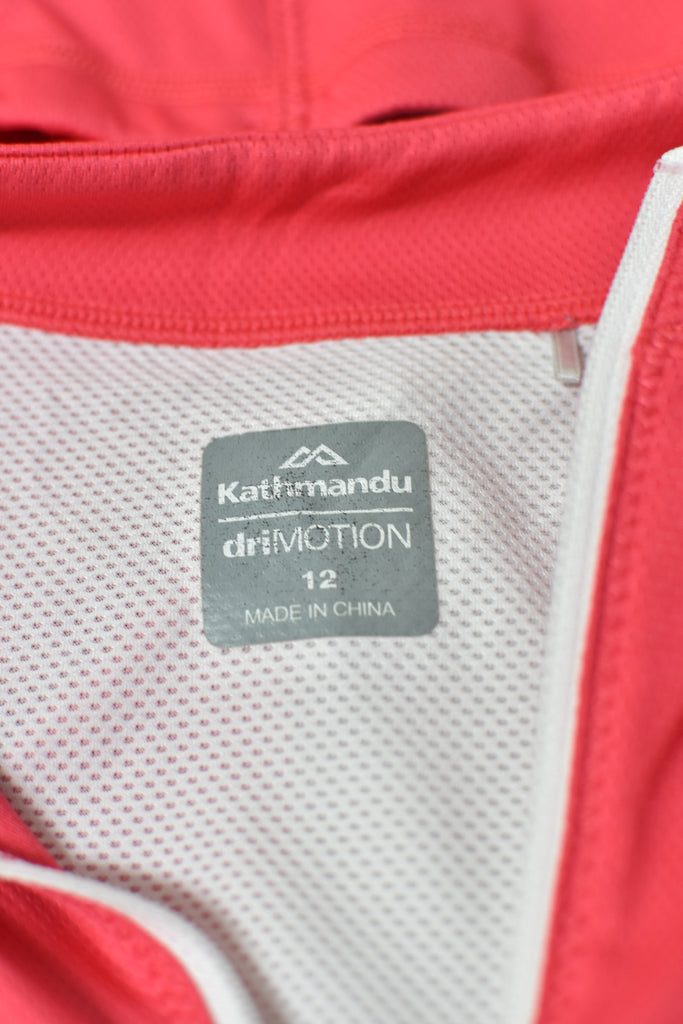 Kathmandu
driMOTION
12
MADE IN CHINA